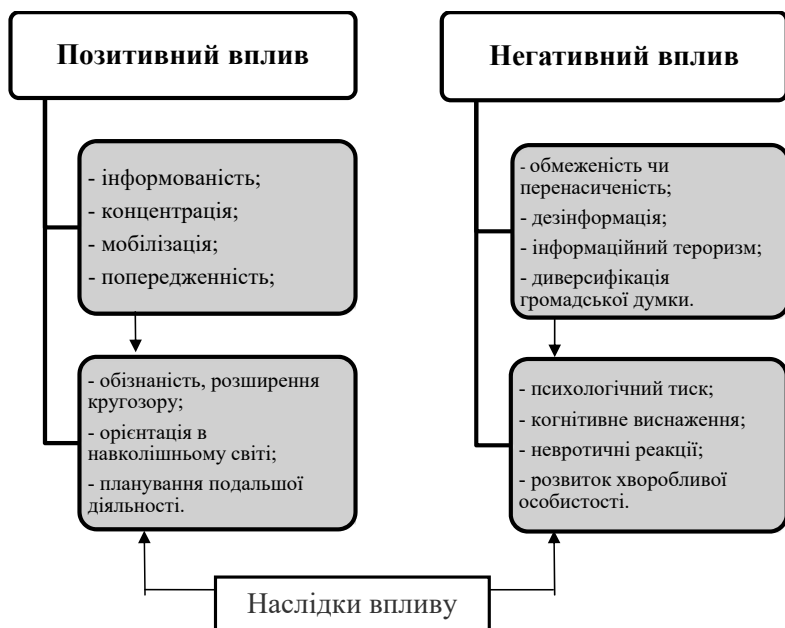 Позитивний вплив
- інформованість;
- концентрація;
- мобілізація;
- попередженність;
- обізнаність, розширення
кругозору;
- орієнтація в
навколішньому світі;
- планування подальшої
діяльності.
Негативний вплив
- обмеженість чи
перенасиченість;
- дезінформація;
- інформаційний тероризм;
- диверсифікація
громадської думки.
- психологічний тиск;
- когнітивне виснаження;
- невротичні реакції;
- розвиток хворобливої
особистості.
Наслідки впливу